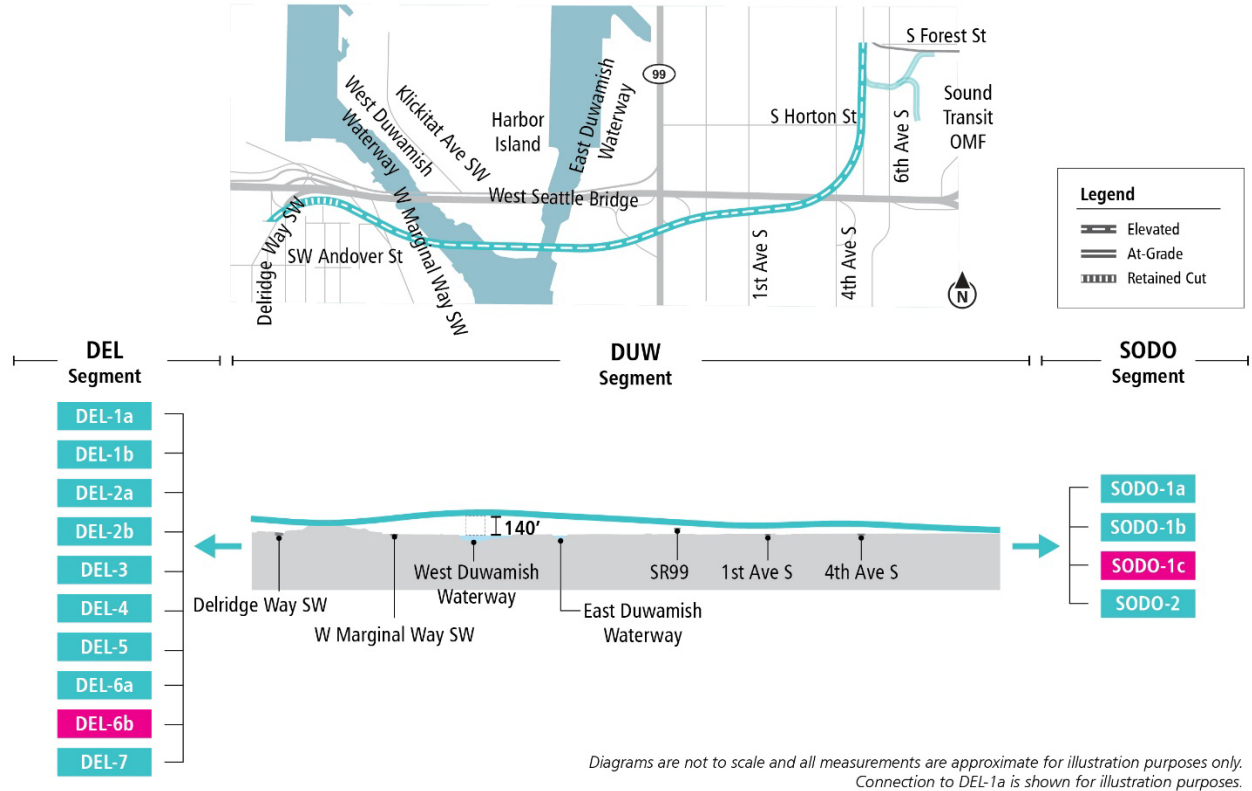 S Forest St
99
Sound
Transit
OMF
Klickitat Ave SW
West Duwamish
Waterway
Harbor
Island
East Duwamish
Waterway
S Horton St
6th Ave S
West Seattle Bridge
W Marginal Way SW
Delridge Way SW
SW Andover St
1st Ave S
4th Ave S
N
Legend
Elevated
At-Grade
Retained Cut
DEL
Segment
DUW
Segment
SODO
Segment
DEL-1a
DEL-1b
DEL-2a
DEL-2b
DEL-3
DEL-4
DEL-5
DEL-6a
DEL-6b
DEL-7
140’
Delridge Way SW
W Marginal Way SW
West Duwamish
Waterway
East Duwamish
Waterway
SR99
1st Ave S
4th Ave S
SODO-1a
SODO-1b
SODO-1c
SODO-2
Diagrams are not to scale and all measurements are approximate for illustration purposes only.
Connection to DEL-1a is shown for illustration purposes.